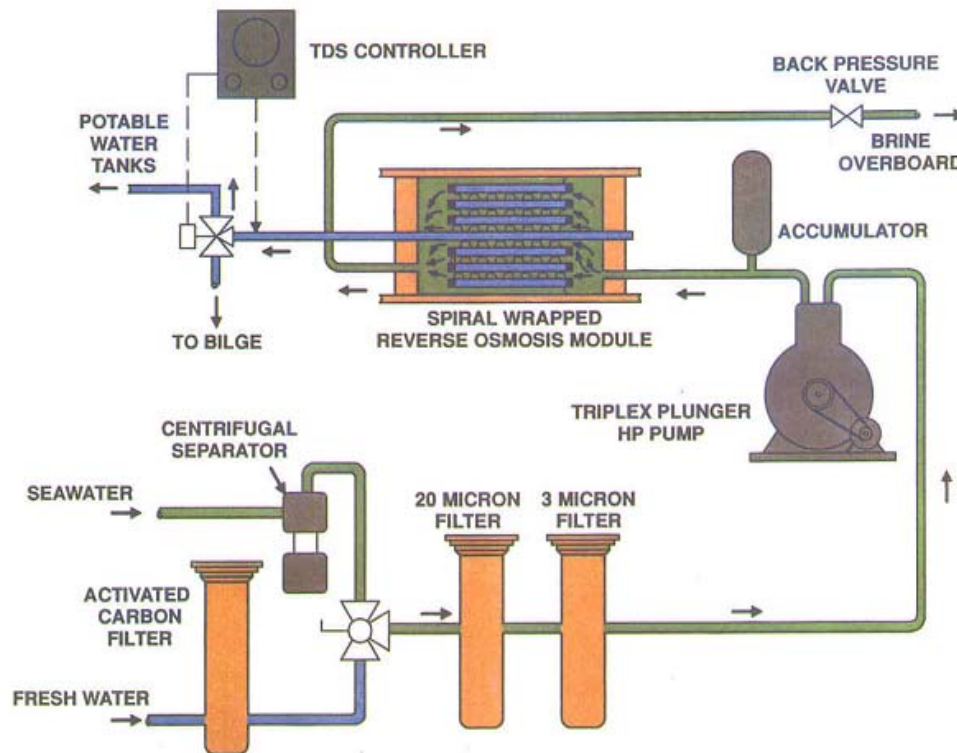 TDS CONTROLLER
BACK PRESSURE
VALVE
POTABLE
WATER
TANKS
BRINE
OVERBOARD
ACCUMULATOR
TO BILGE
SPIRAL WRAPPED
REVERSE OSMOSIS MODULE
TRIPLEX PLUNGER
HP PUMP
CENTRIFUGAL
SEPARATOR
SEAWATER
20 MICRON
FILTER
3 MICRON
FILTER
ACTIVATED
CARBON
FILTER
FRESH WATER